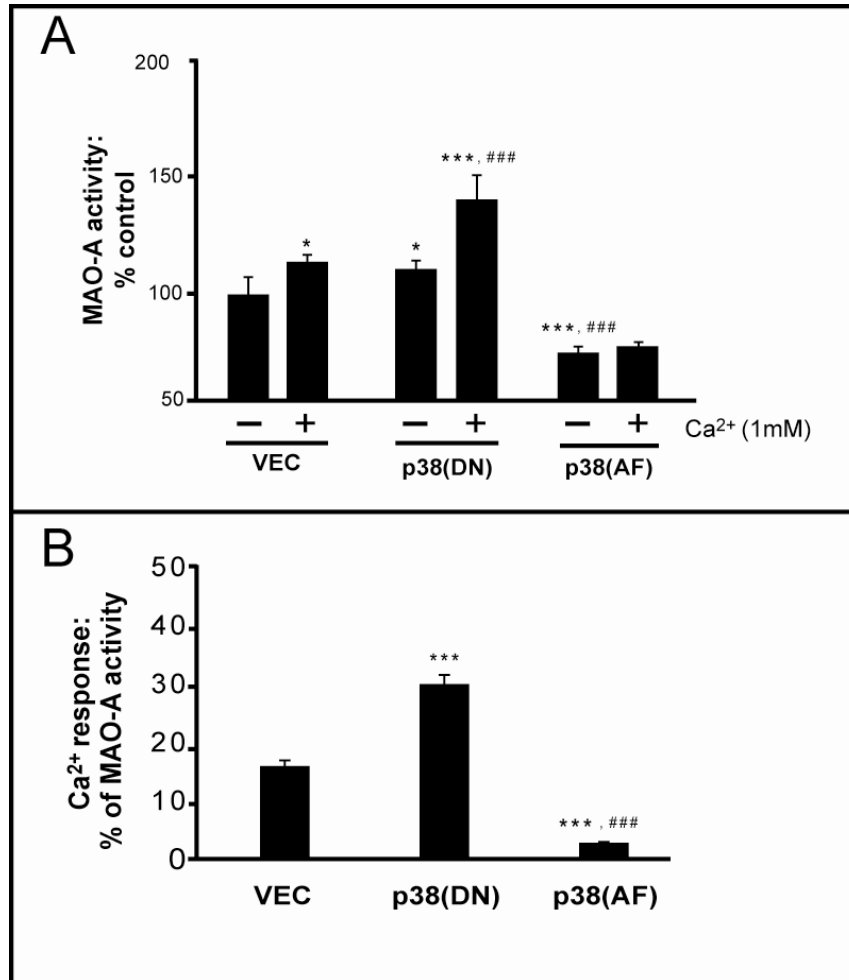 A
MAO-A activity:
% control
200
150
100
50
*
*
***, ###
***, ###
− + − + − + Ca²⁺ (1mM)
VEC p38(DN) p38(AF)
B
Ca²⁺ response:
% of MAO-A activity
50
40
30
20
10
0
***
*** , ###
VEC p38(DN) p38(AF)